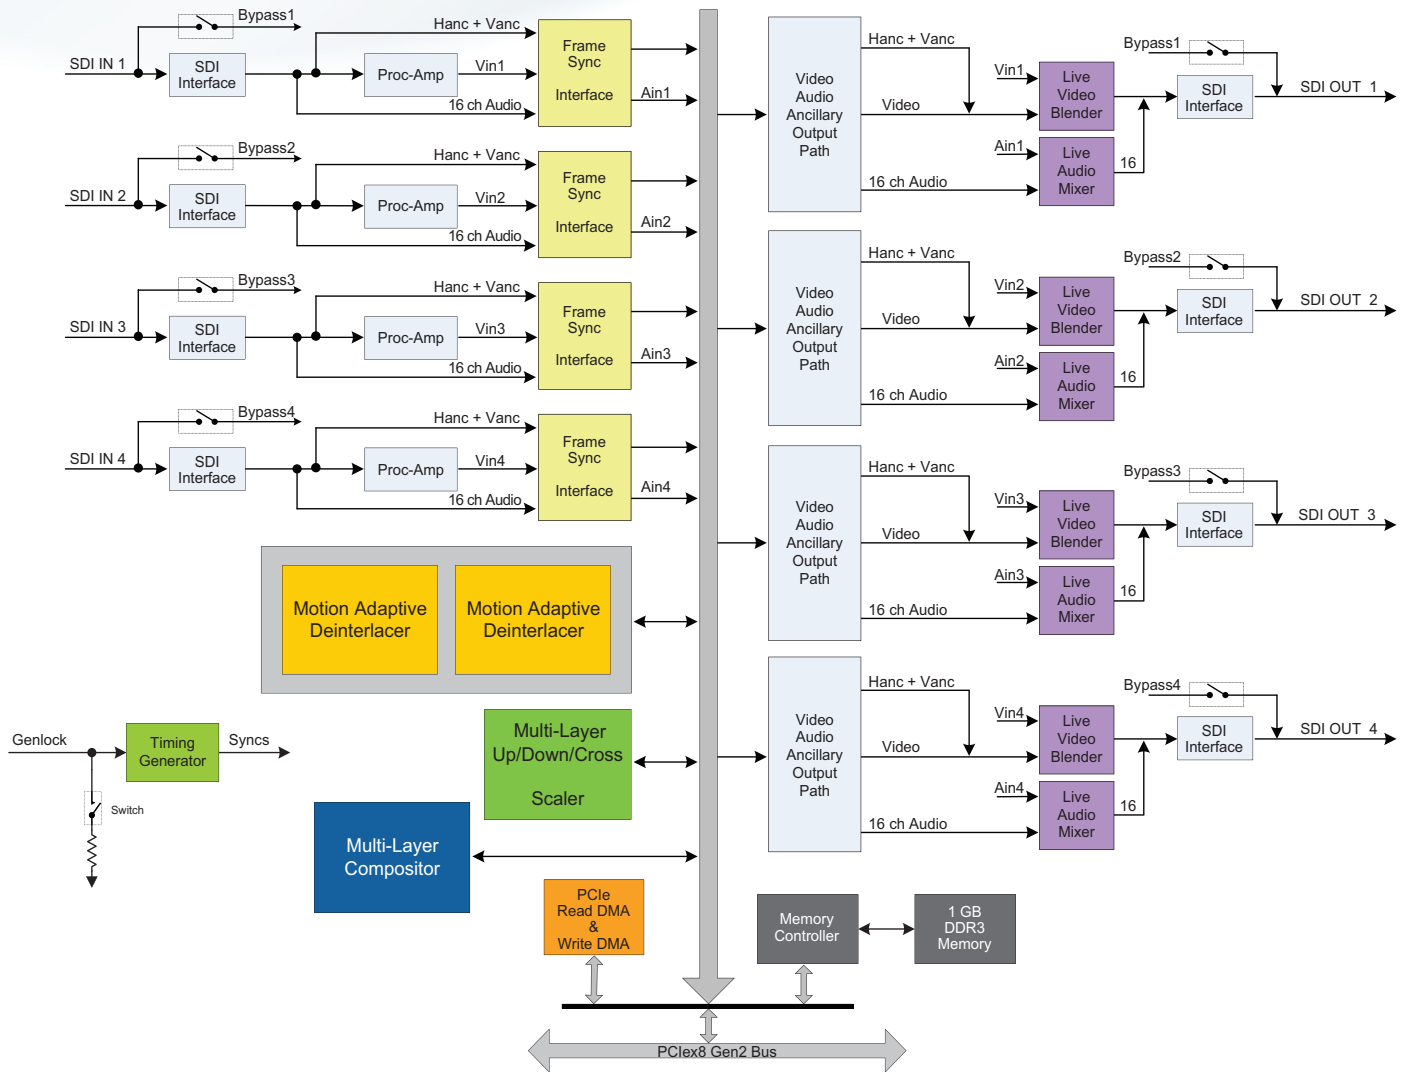 Bypass1
SDI IN 1
SDI
Interface
Hanc + Vanc
Proc-Amp
Vin1
16 ch Audio
Frame
Sync
Interface
Ain1
Bypass2
SDI IN 2
SDI
Interface
Hanc + Vanc
Proc-Amp
Vin2
16 ch Audio
Frame
Sync
Interface
Ain2
Bypass3
SDI IN 3
SDI
Interface
Hanc + Vanc
Proc-Amp
Vin3
16 ch Audio
Frame
Sync
Interface
Ain3
Bypass4
SDI IN 4
SDI
Interface
Hanc + Vanc
Proc-Amp
Vin4
16 ch Audio
Frame
Sync
Interface
Ain4
Motion Adaptive
Deinterlacer
Motion Adaptive
Deinterlacer
Genlock
Timing
Generator
Syncs
Switch
Multi-Layer
Up/Down/Cross
Scaler
Multi-Layer
Compositor
PCIe
Read DMA
&
Write DMA
Memory
Controller
1 GB
DDR3
Memory
PCIex8 Gen2 Bus
Video
Audio
Ancillary
Output
Path
Hanc + Vanc
Video
16 ch Audio
Vin1
Live
Video
Blender
Ain1
Live
Audio
Mixer
16
Bypass1
SDI
Interface
SDI OUT 1
Video
Audio
Ancillary
Output
Path
Hanc + Vanc
Video
16 ch Audio
Vin2
Live
Video
Blender
Ain2
Live
Audio
Mixer
16
Bypass2
SDI
Interface
SDI OUT 2
Video
Audio
Ancillary
Output
Path
Hanc + Vanc
Video
16 ch Audio
Vin3
Live
Video
Blender
Ain3
Live
Audio
Mixer
16
Bypass3
SDI
Interface
SDI OUT 3
Video
Audio
Ancillary
Output
Path
Hanc + Vanc
Video
16 ch Audio
Vin4
Live
Video
Blender
Ain4
Live
Audio
Mixer
16
Bypass4
SDI
Interface
SDI OUT 4